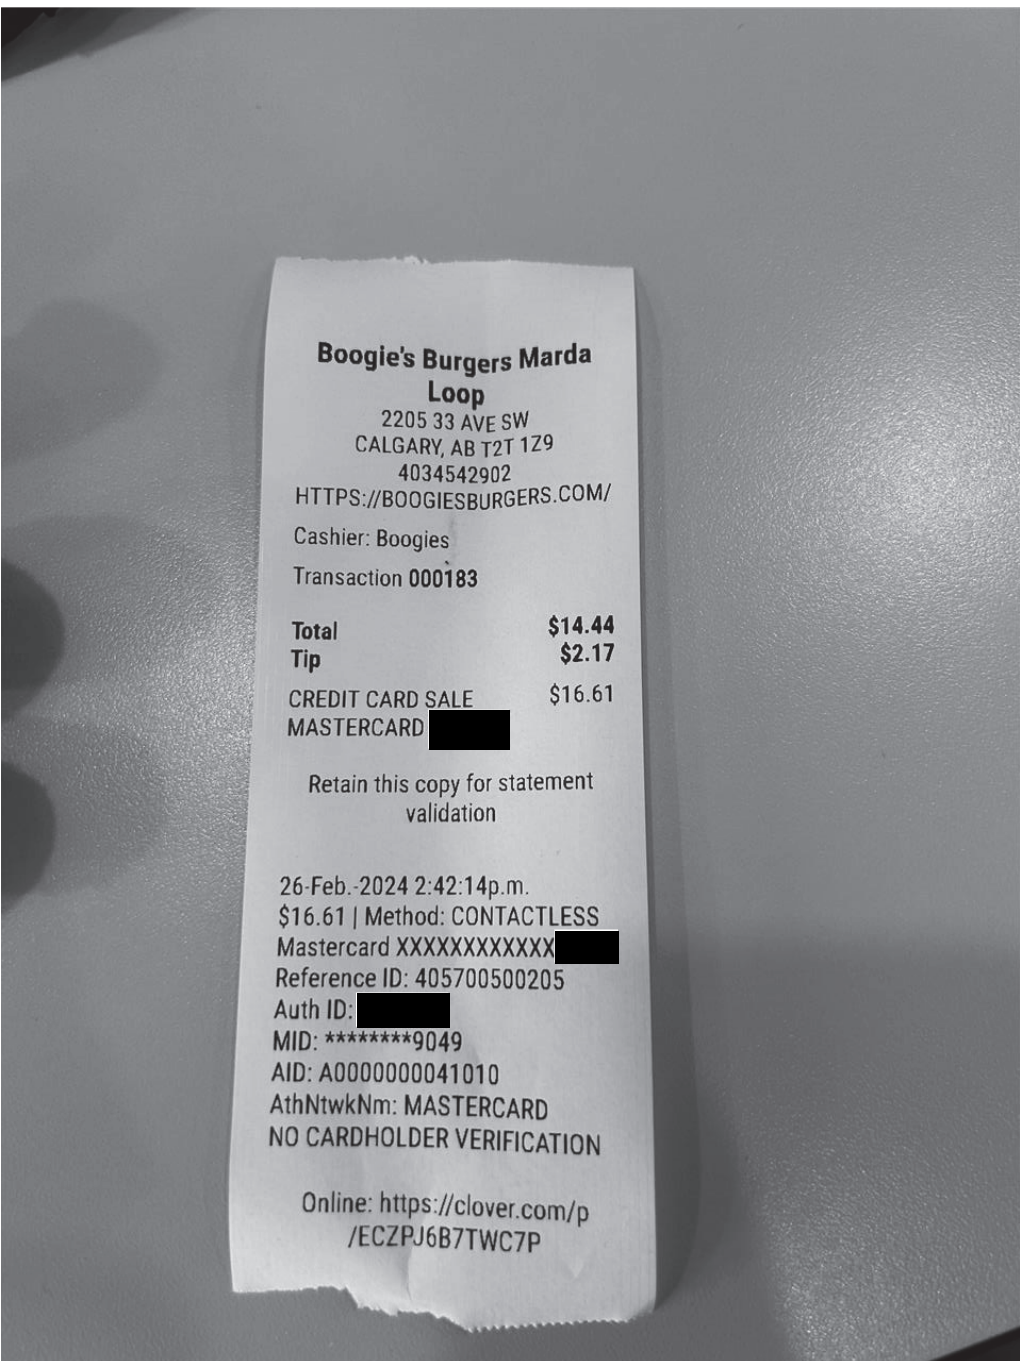 Boogie's Burgers Marda
Loop
2205 33 AVE SW
CALGARY, AB T2T 1Z9
4034542902
HTTPS://BOOGIESBURGERS.COM/
Cashier: Boogies
Transaction 000183
Total $14.44
Tip $2.17
CREDIT CARD SALE $16.61
MASTERCARD
Retain this copy for statement
validation
26-Feb.-2024 2:42:14p.m.
$16.61 | Method: CONTACTLESS
Mastercard XXXXXXXXXXXX
Reference ID: 405700500205
Auth ID:
MID: ********9049
AID: A0000000041010
AthNtwkNm: MASTERCARD
NO CARDHOLDER VERIFICATION
Online: https://clover.com/p
/ECZPJ6B7TWC7P